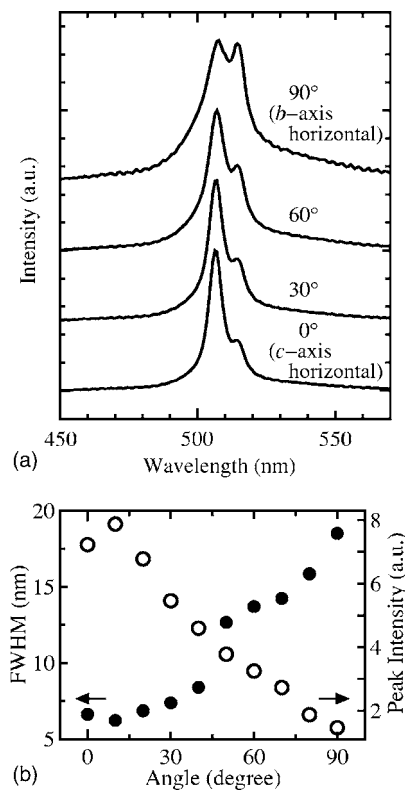 Intensity (a.u.)
90°
(b-axis
horizontal)
60°
30°
0°
(c-axis
horizontal)
450 500 550
(a)
Wavelength (nm)
20
15
10
5
FWHM (nm)
8
6
4
2
Peak Intensity (a.u.)
0 30 60 90
(b)
Angle (degree)